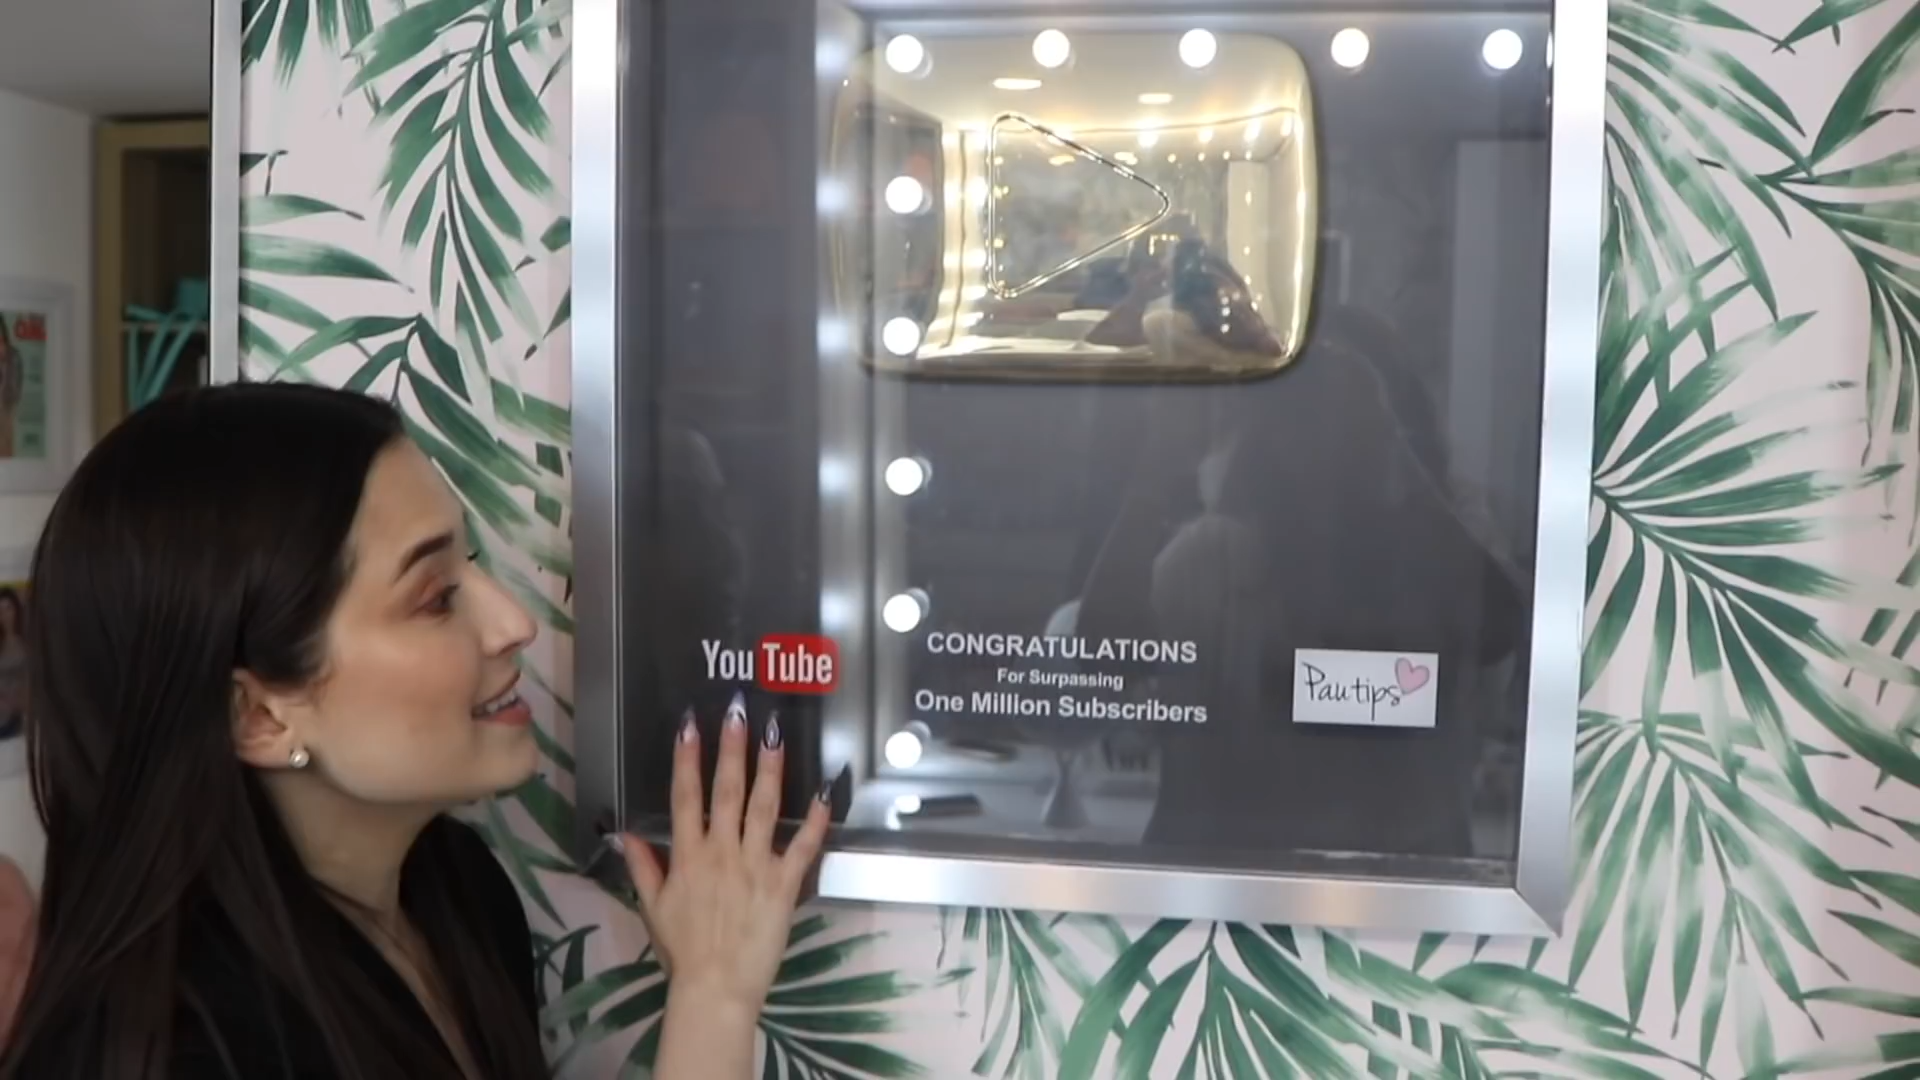 YouTube
CONGRATULATIONS
For Surpassing
One Million Subscribers
Pautips